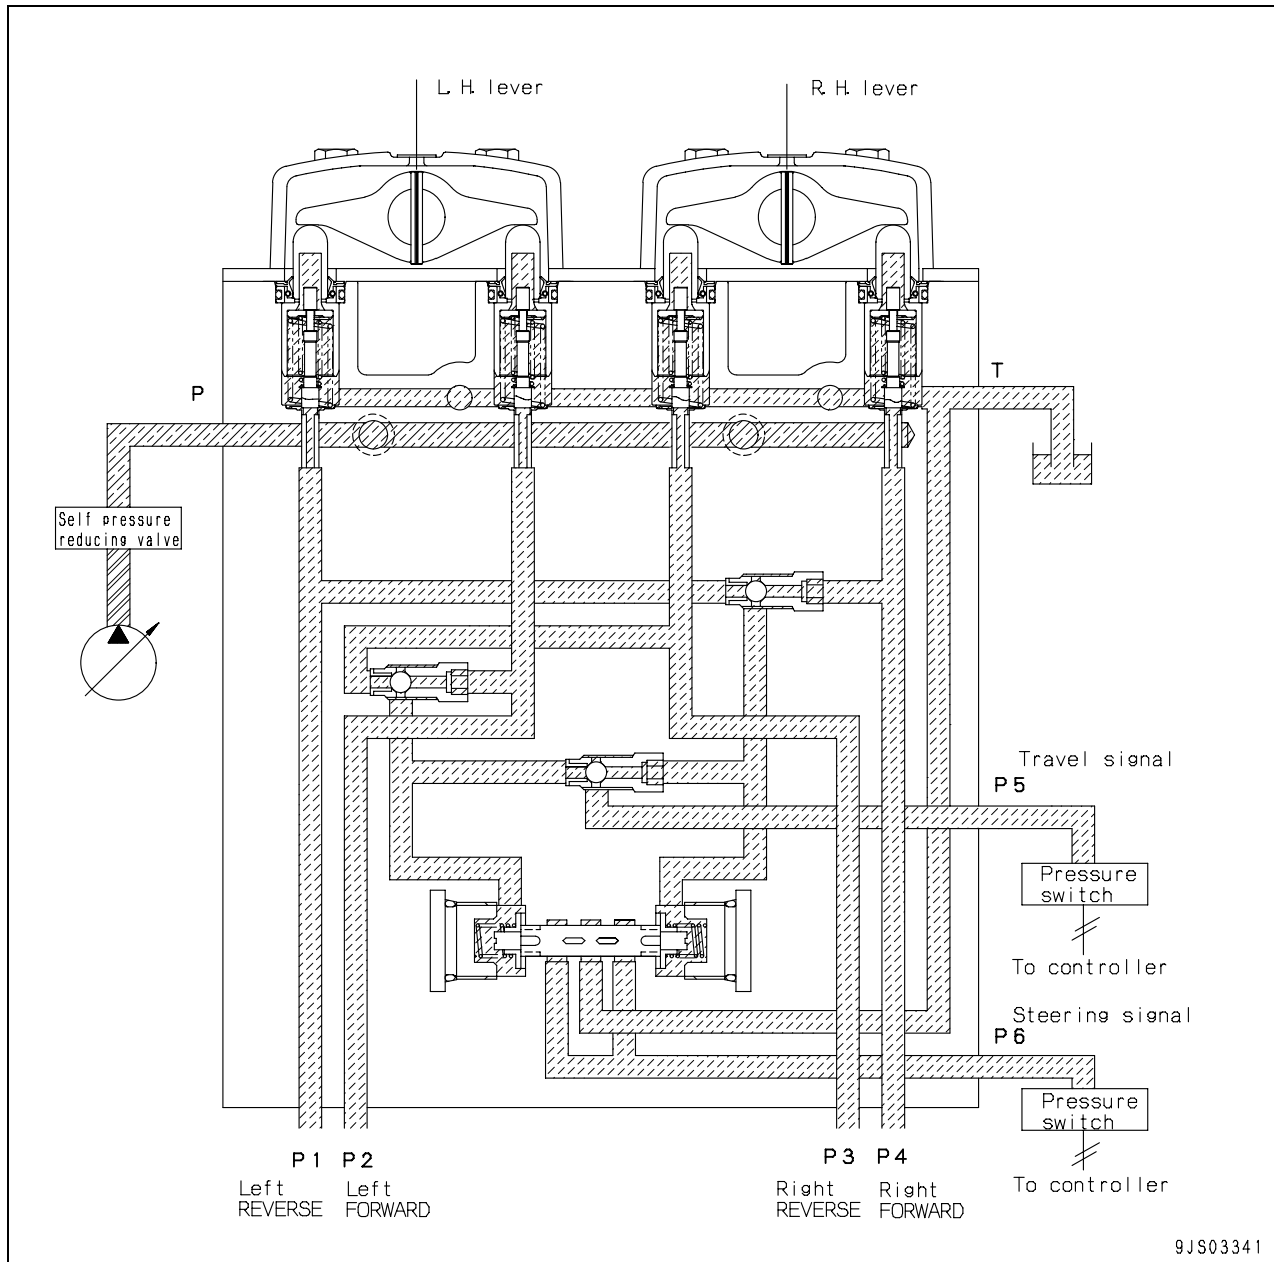 L.H. lever
R.H. lever
P
T
Self pressure
reducing valve
Travel signal
P5
Pressure
switch
To controller
Steering signal
P6
Pressure
switch
To controller
P1
P2
P3
P4
Left
REVERSE
Left
FORWARD
Right
REVERSE
Right
FORWARD
9JS03341